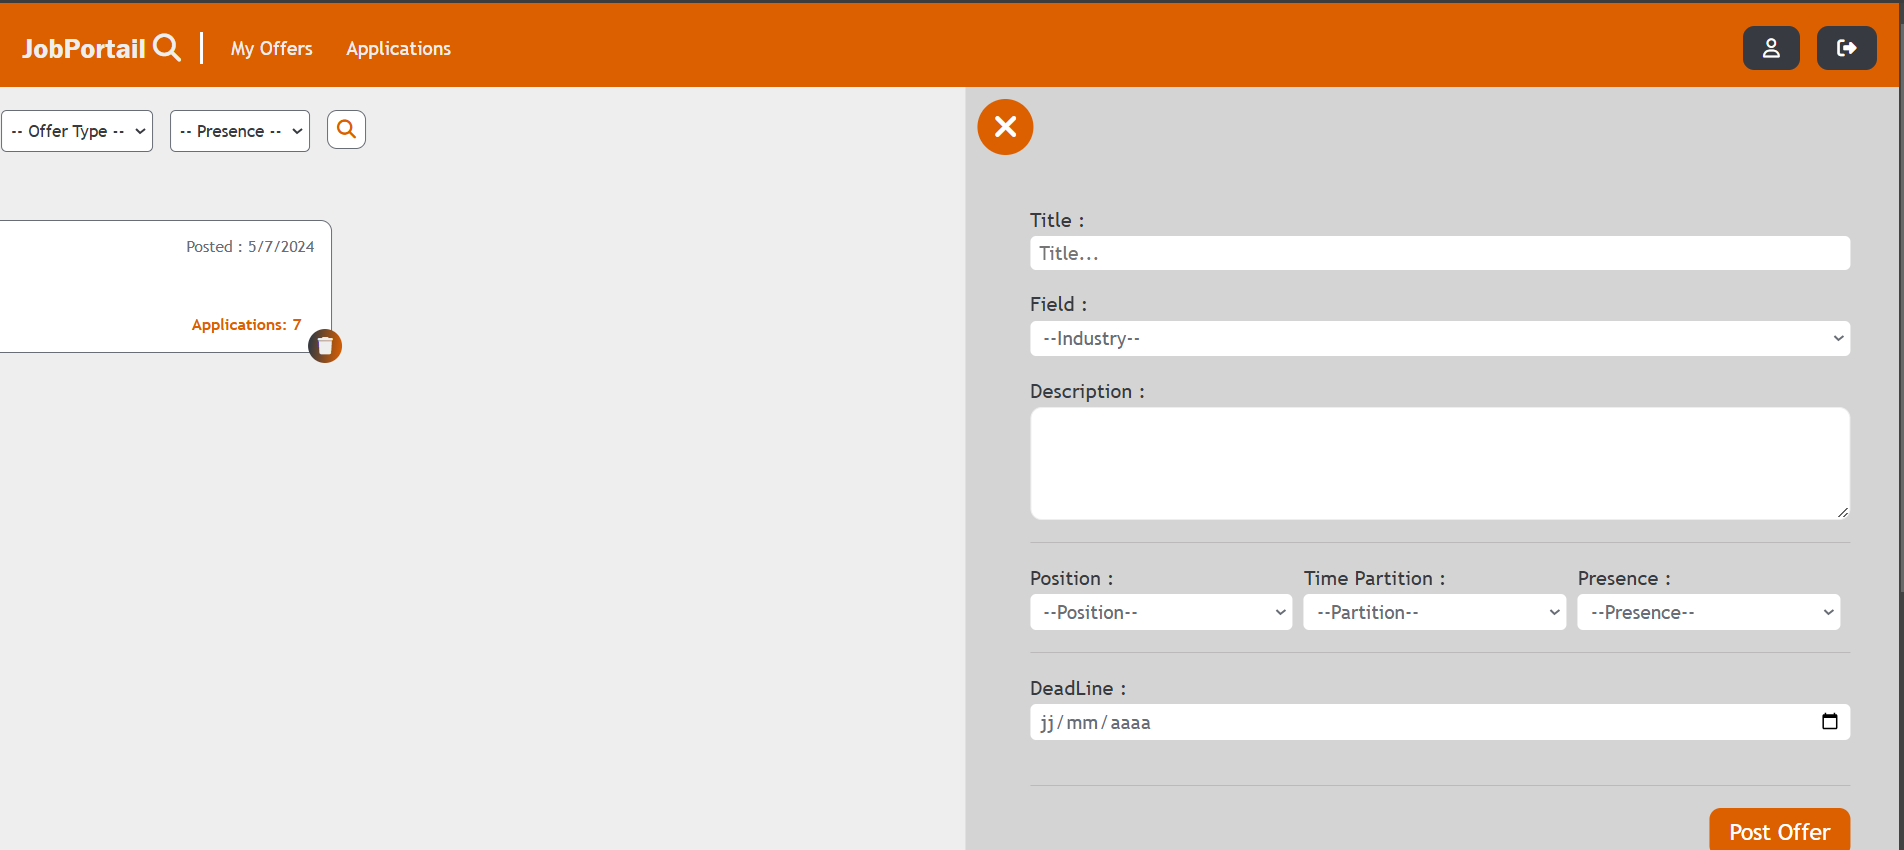 JobPortail
My Offers
Applications
-- Offer Type --
-- Presence --
Posted : 5/7/2024
Applications: 7
Title :
Title...
Field :
--Industry--
Description :
Position :
Time Partition :
Presence :
--Position--
--Partition--
--Presence--
DeadLine :
jj/mm/aaaa
Post Offer